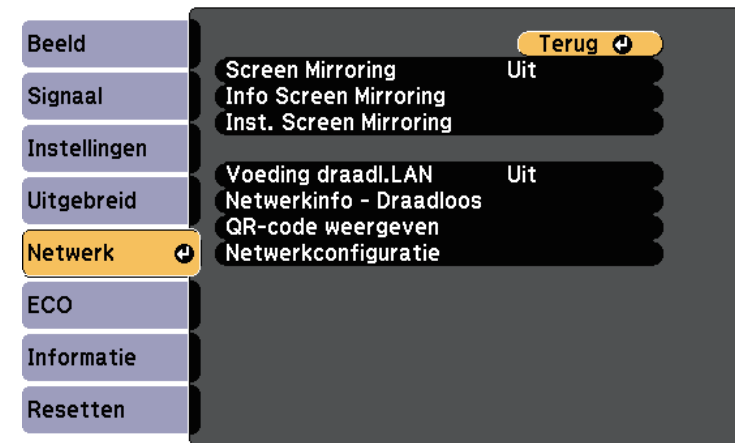 Beeld
Signaal
Instellingen
Uitgebreid
Netwerk
ECO
Informatie
Resetten
Terug
Screen Mirroring Uit
Info Screen Mirroring
Inst. Screen Mirroring
Voeding draadl.LAN Uit
Netwerkinfo - Draadloos
QR-code weergeven
Netwerkconfiguratie